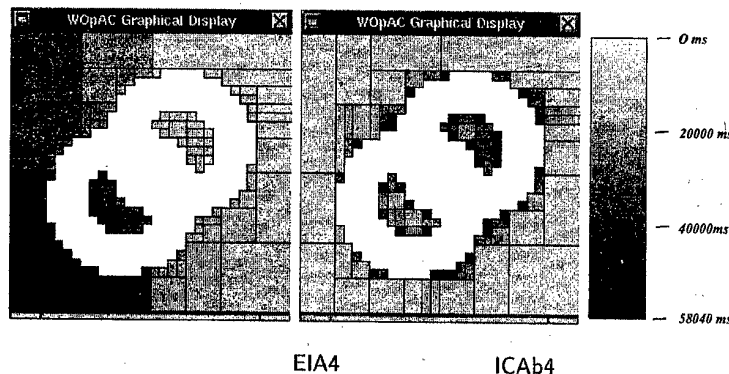 WOpAC Graphical Display
WOpAC Graphical Display
0 ms
20000 ms
40000ms
58040 ms
EIA4
ICAb4